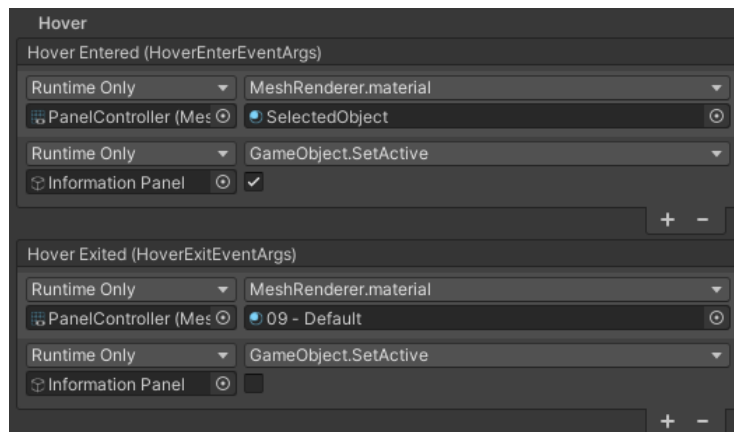 Hover
Hover Entered (HoverEnterEventArgs)
Runtime Only MeshRenderer.material
PanelController (Mes SelectedObject
Runtime Only GameObject.SetActive
Information Panel
+ -
Hover Exited (HoverExitEventArgs)
Runtime Only MeshRenderer.material
PanelController (Mes 09 - Default
Runtime Only GameObject.SetActive
Information Panel
+ -